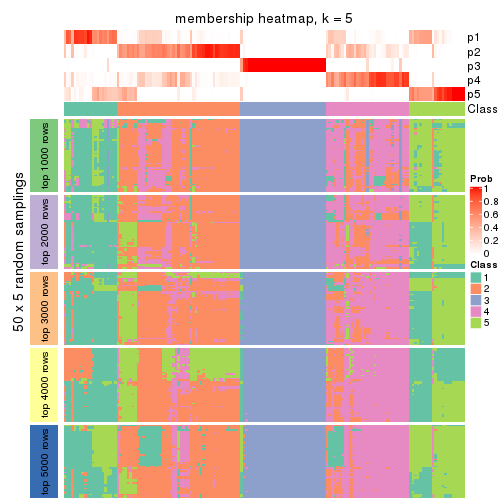 membership heatmap, k = 5
p1
p2
p3
p4
p5
Class
50 x 5 random samplings
top 1000 rows
top 2000 rows
top 3000 rows
top 4000 rows
top 5000 rows
Prob
1
0.8
0.6
0.4
0.2
0
Class
1
2
3
4
5